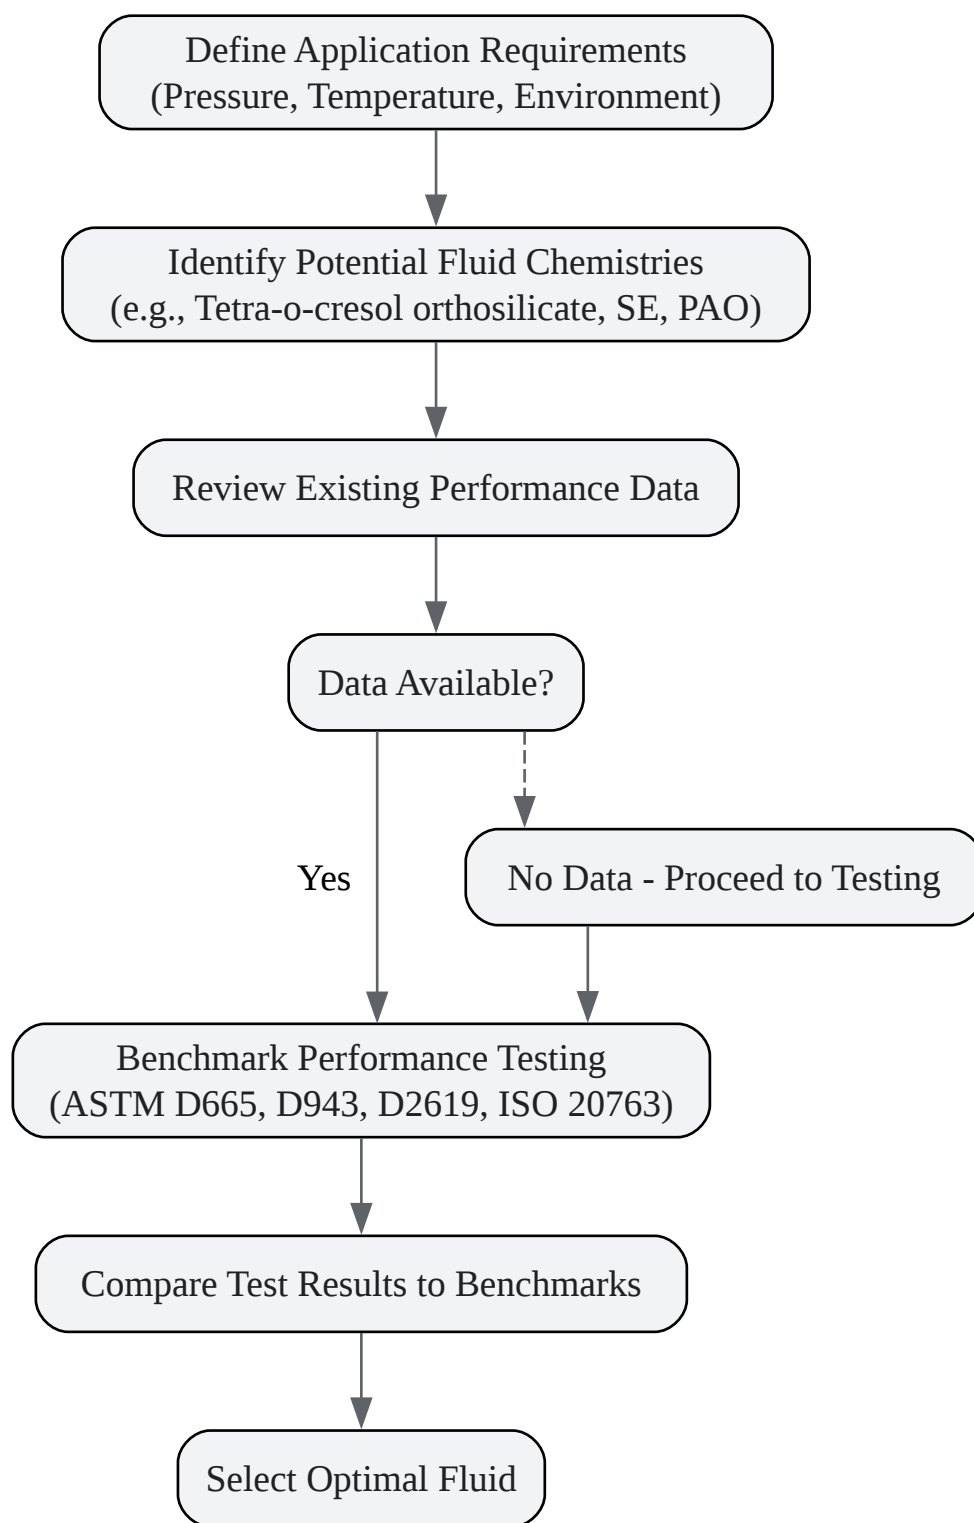 Define Application Requirements
(Pressure, Temperature, Environment)
Identify Potential Fluid Chemistries
(e.g., Tetra-o-cresol orthosilicate, SE, PAO)
Review Existing Performance Data
Data Available?
Yes
No Data - Proceed to Testing
Benchmark Performance Testing
(ASTM D665, D943, D2619, ISO 20763)
Compare Test Results to Benchmarks
Select Optimal Fluid